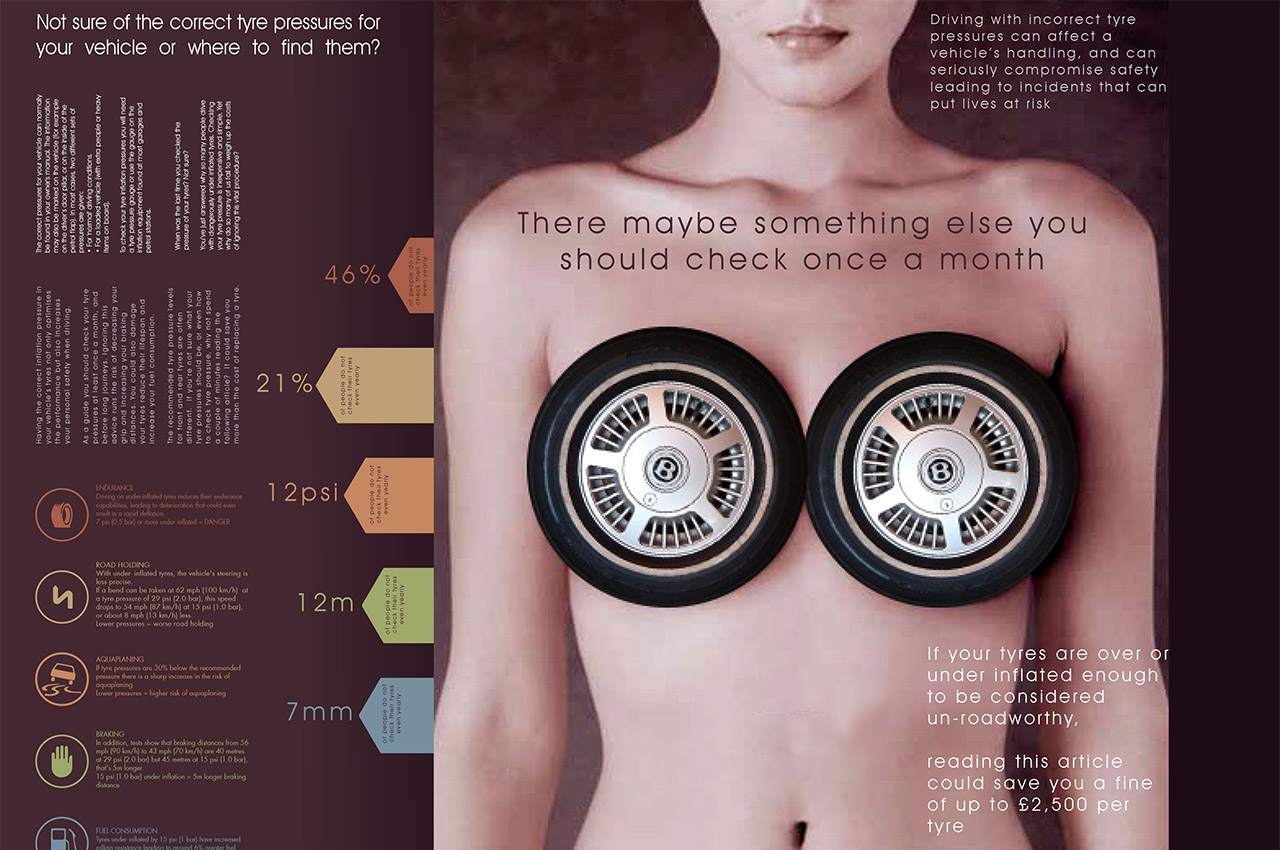 Not sure of the correct tyre pressures for
your vehicle or where to find them?
The correct pressures for your vehicle can normally
be found in your owner's manual. The information
may also be marked on the vehicle (for example
on the driver's door pillar, or on the inside of the
petrol flap). In most cases, two different sets of
pressures are given:
• For 'normal' driving conditions.
• For a loaded vehicle (with extra people or heavy
items on board).
To check your tyre inflation pressures you will need
a tyre pressure gauge or use the gauge on the
inflation equipment found at most garages and
petrol stations.
When was the last time you checked the
pressure of your tyres? Not sure?
You've just answered why so many people drive
with dangerously under inflated tyres. Checking
your tyre pressure is inexpensive and simple. Yet
why do so many of us fail to weigh up the costs
of ignoring this vital procedure?
Having the correct inflation pressure in
your vehicle's tyres not only optimises
the performance but also increases
your personal safety when driving.
As a guide you should check your tyre
pressures at least once a month, and
before long journeys. Ignoring this
advice runs the risk of decreasing your
grip and increasing your braking
distances. You could also damage
your tyres reduce their lifespan and
increase your fuel consumption.
The recommended tyre pressure levels
for front and rear tyres are often
different. If you're not sure what your
tyre pressures should be, or even how
to check tyre pressure, why not spend
a couple of minutes reading the
following article? It could save you
more than the cost of replacing a tyre.
46%
of people do not
check their tyres
even yearly
21%
of people do not
check their tyres
even yearly
12psi
of people do not
check their tyres
even yearly
12m
of people do not
check their tyres
even yearly
7mm
of people do not
check their tyres
even yearly
ENDURANCE
Driving on under-inflated tyres reduces their endurance
capabilities, leading to deterioration that could even
result in a rapid deflation.
7 psi (0.5 bar) or more under inflated = DANGER
ROAD HOLDING
With under- inflated tyres, the vehicle's steering is
less precise.
If a bend can be taken at 62 mph (100 km/h) at
a tyre pressure of 29 psi (2.0 bar), this speed
drops to 54 mph (87 km/h) at 15 psi (1.0 bar),
or about 8 mph (13 km/h) less.
Lower pressures = worse road holding
AQUAPLANING
If tyre pressures are 30% below the recommended
pressure there is a sharp increase in the risk of
aquaplaning
Lower pressures = higher risk of aquaplaning
BRAKING
In addition, tests show that braking distances from 56
mph (90 km/h) to 43 mph (70 km/h) are 40 metres
at 29 psi (2.0 bar) but 45 metres at 15 psi (1.0 bar),
that's 5m longer.
15 psi (1.0 bar) under inflation = 5m longer braking
distance
FUEL CONSUMPTION
Tyres under inflated by 15 psi (1 bar) have increased
rolling resistance leading to around 6% greater fuel
Driving with incorrect tyre
pressures can affect a
vehicle's handling, and can
seriously compromise safety
leading to incidents that can
put lives at risk
There maybe something else you
should check once a month
B
B
If your tyres are over or
under inflated enough
to be considered
un-roadworthy,
reading this article
could save you a fine
of up to £2,500 per
tyre